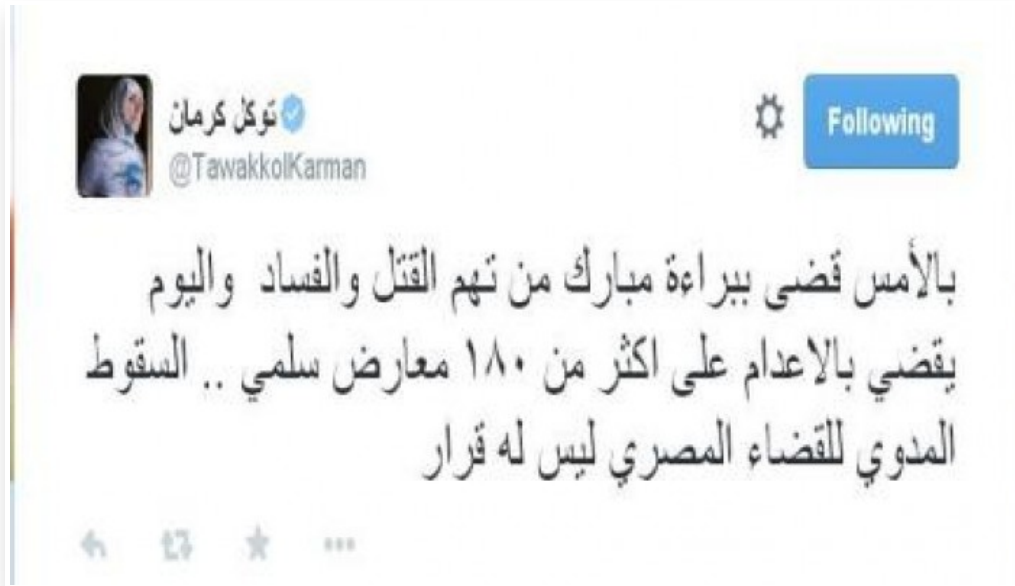 توكل كرمان
@TawakkolKarman
Following
بالأمس قضى ببراءة مبارك من تهم القتل والفساد واليوم
يقضي بالاعدام على اكثر من ١٨٠ معارض سلمي .. السقوط
المدوي للقضاء المصري ليس له قرار